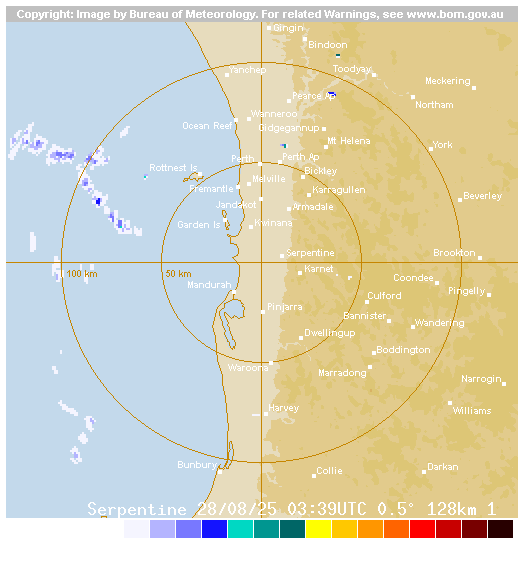 Copyright: Image by Bureau of Meteorology. For related Warnings, see www.bom.gov.au
Gingin
Bindoon
Toodyay
Yanchep
Meckering
Pearce Ap
Northam
Wanneroo
Ocean Reef
Gidgegannup
Mt Helena
York
Perth
Perth Ap
Rottnest Is
Bickley
Melville
Fremantle
Karragullen
Beverley
Jandakot
Armadale
Garden Is
Kwinana
Serpentine
Brookton
100 km
50 km
Karnet
Coondee
Mandurah
Pingelly
Culford
Pinjarra
Bannister
Wandering
Dwellingup
Boddington
Waroona
Marradong
Narrogin
Harvey
Williams
Bunbury
Collie
Darkan
Serpentine 28/08/25 03:39UTC 0.5° 128km 1